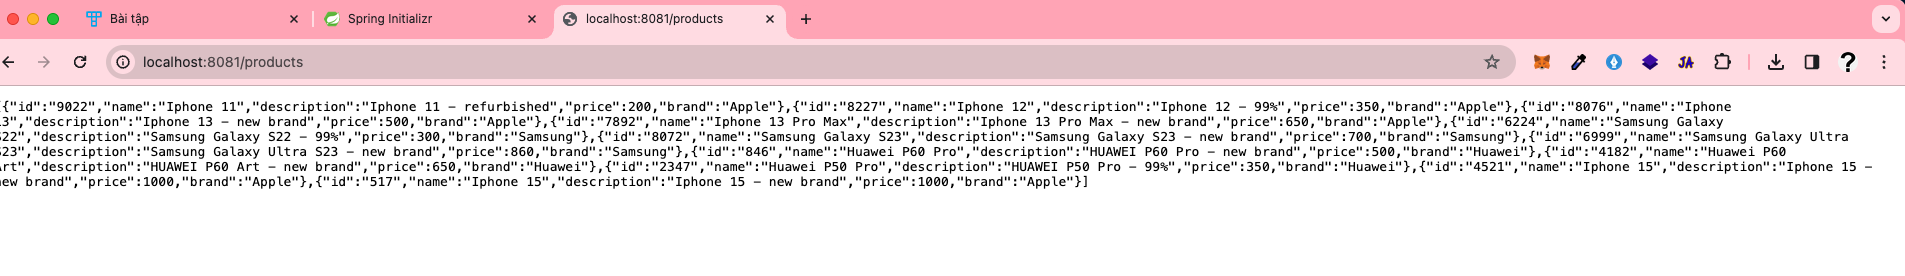 Bài tập
Spring Initializr
localhost:8081/products
localhost:8081/products
JA
{"id":"9022","name":"Iphone 11","description":"Iphone 11 - refurbished","price":200,"brand":"Apple"},{"id":"8227","name":"Iphone 12","description":"Iphone 12 - 99%","price":350,"brand":"Apple"},{"id":"8076","name":"Iphone
13","description":"Iphone 13 - new brand","price":500,"brand":"Apple"},{"id":"7892","name":"Iphone 13 Pro Max","description":"Iphone 13 Pro Max - new brand","price":650,"brand":"Apple"},{"id":"6224","name":"Samsung Galaxy
S22","description":"Samsung Galaxy S22 - 99%","price":300,"brand":"Samsung"},{"id":"8072","name":"Samsung Galaxy S23","description":"Samsung Galaxy S23 - new brand","price":700,"brand":"Samsung"},{"id":"6999","name":"Samsung Galaxy Ultra
S23","description":"Samsung Galaxy Ultra S23 - new brand","price":860,"brand":"Samsung"},{"id":"846","name":"Huawei P60 Pro","description":"HUAWEI P60 Pro - new brand","price":500,"brand":"Huawei"},{"id":"4182","name":"Huawei P60
Art","description":"HUAWEI P60 Art - new brand","price":650,"brand":"Huawei"},{"id":"2347","name":"Huawei P50 Pro","description":"HUAWEI P50 Pro - 99%","price":350,"brand":"Huawei"},{"id":"4521","name":"Iphone 15","description":"Iphone 15 -
new brand","price":1000,"brand":"Apple"},{"id":"517","name":"Iphone 15","description":"Iphone 15 - new brand","price":1000,"brand":"Apple"}]